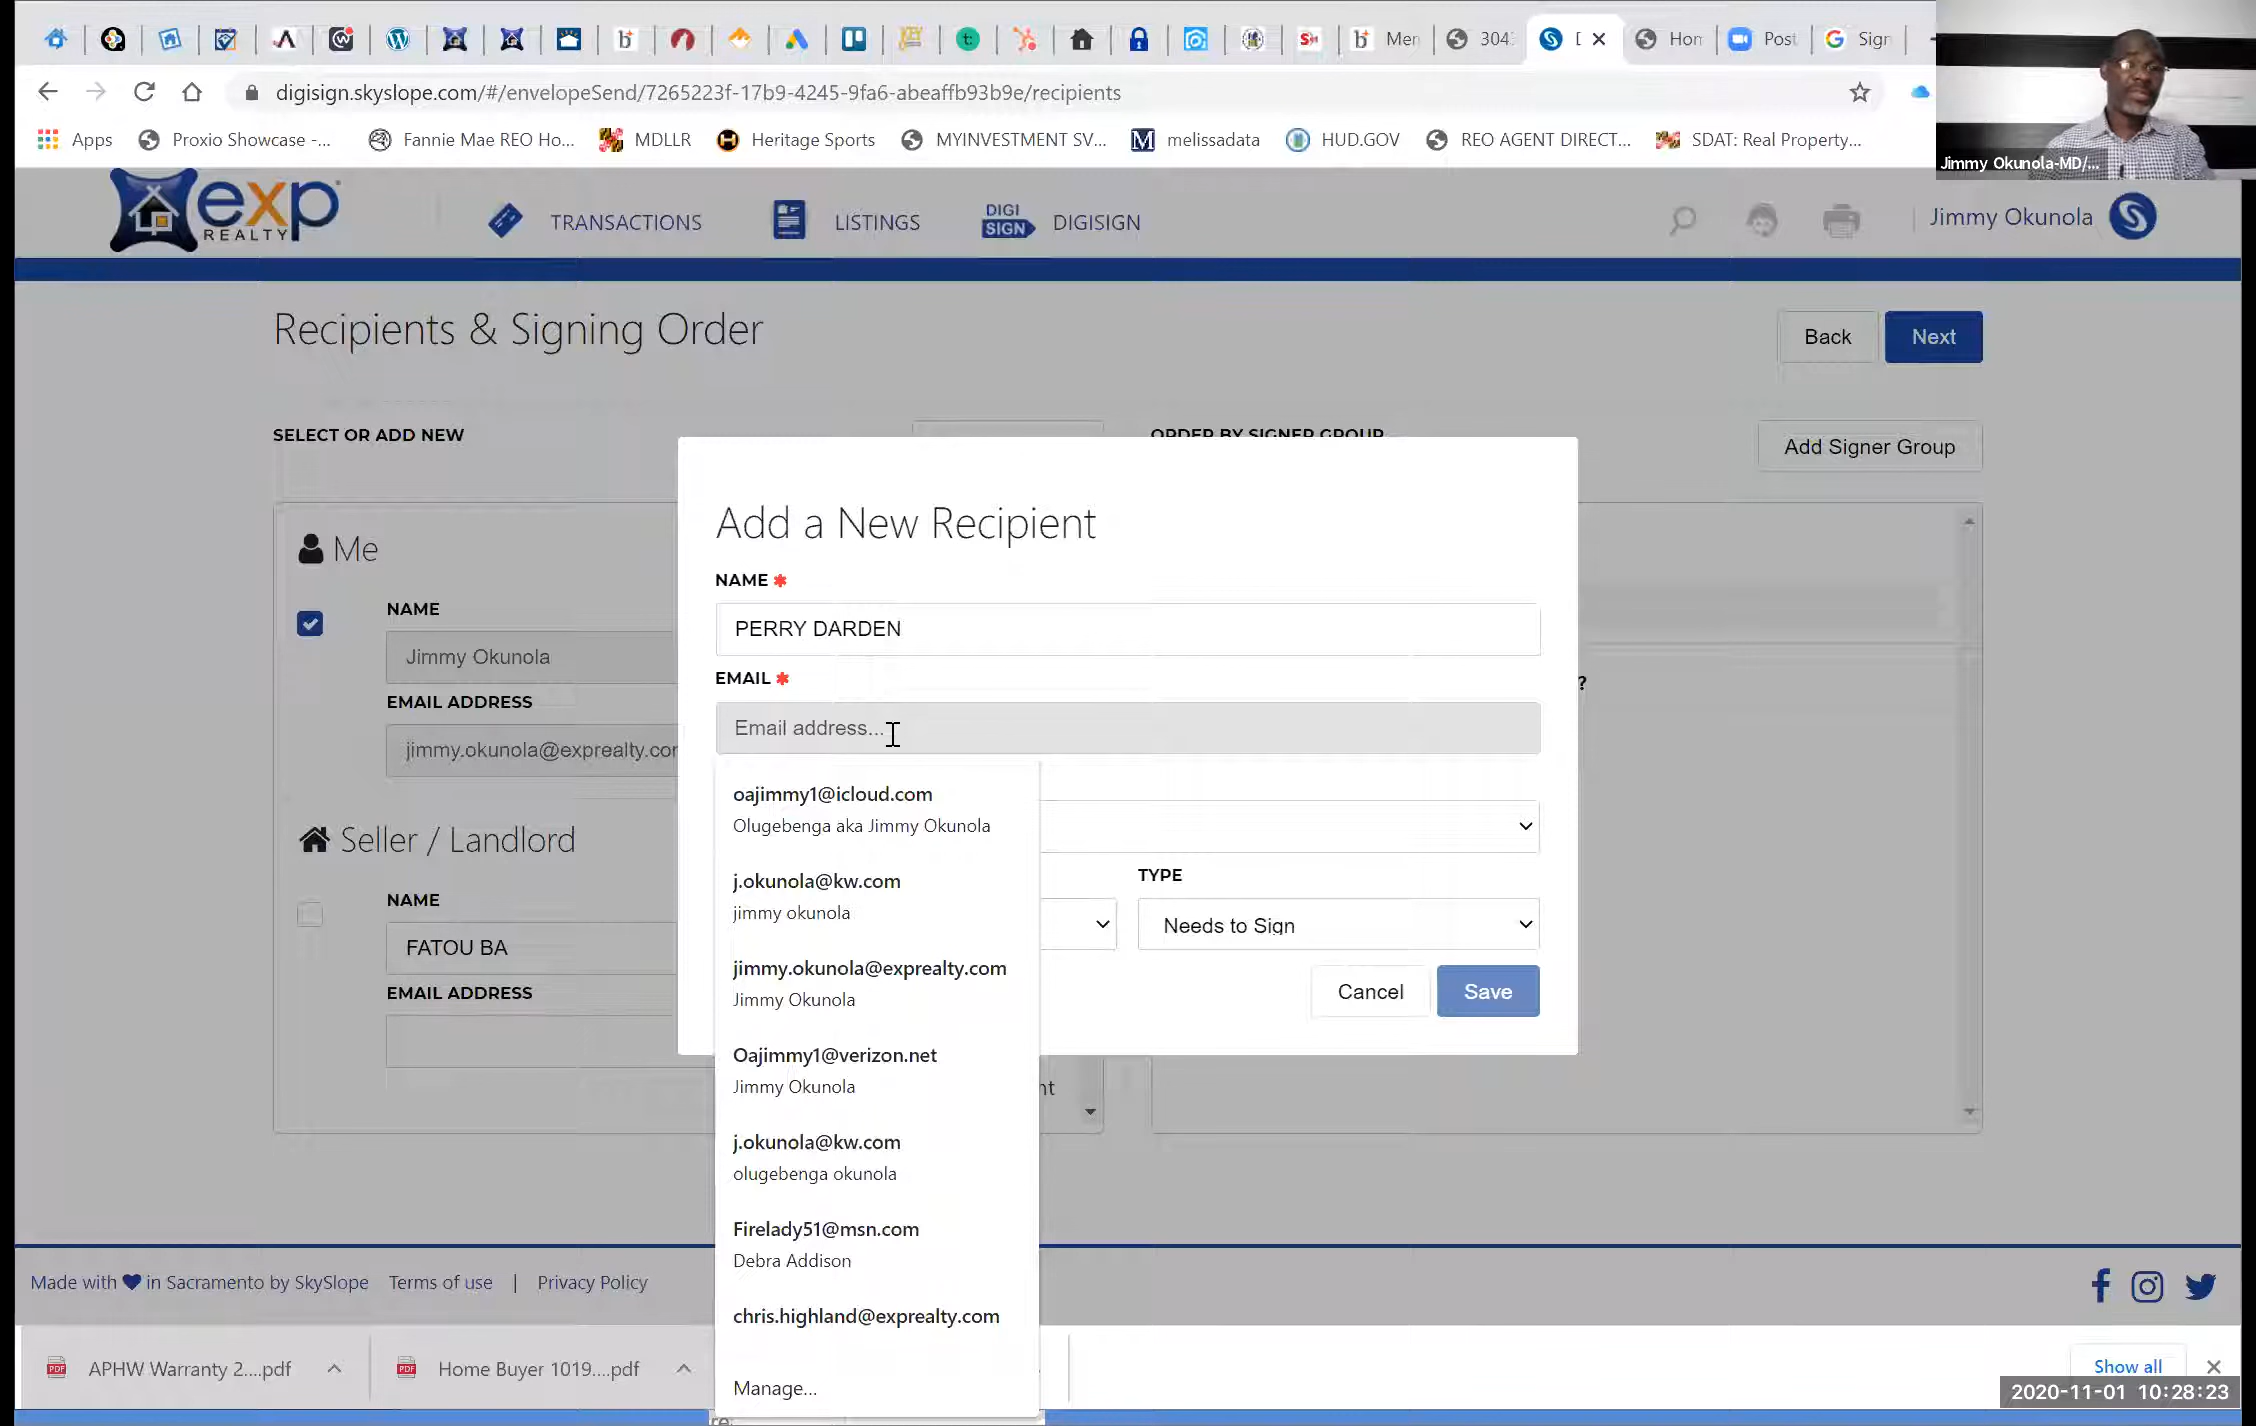 Mer
304
Hon
Post
Sign
digisign.skyslope.com/#/envelopeSend/7265223f-17b9-4245-9fa6-abeaffb93b9e/recipients
Apps
Proxio Showcase -...
Fannie Mae REO Ho...
MDLLR
Heritage Sports
MYINVESTMENT SV...
melissadata
HUD.GOV
REO AGENT DIRECT...
SDAT: Real Property...
Jimmy Okunola-MD/...
exp
REALTY
TRANSACTIONS
LISTINGS
DIGI
SIGN
DIGISIGN
Jimmy Okunola
Recipients & Signing Order
Back
Next
SELECT OR ADD NEW
ORDER BY SIGNER GROUP
Add Signer Group
Me
NAME
Jimmy Okunola
EMAIL ADDRESS
jimmy.okunola@exprealty.com
Seller / Landlord
NAME
FATOU BA
EMAIL ADDRESS
Add a New Recipient
NAME *
PERRY DARDEN
EMAIL *
Email address...
?
oajimmy1@icloud.com
Olugebenga aka Jimmy Okunola
j.okunola@kw.com
jimmy okunola
jimmy.okunola@exprealty.com
Jimmy Okunola
Oajimmy1@verizon.net
Jimmy Okunola
j.okunola@kw.com
olugebenga okunola
Firelady51@msn.com
Debra Addison
chris.highland@exprealty.com
Manage...
TYPE
Needs to Sign
Cancel
Save
nt
Made with in Sacramento by SkySlope
Terms of use | Privacy Policy
APHW Warranty 2....pdf
Home Buyer 1019....pdf
Show all
2020-11-01 10:28:23